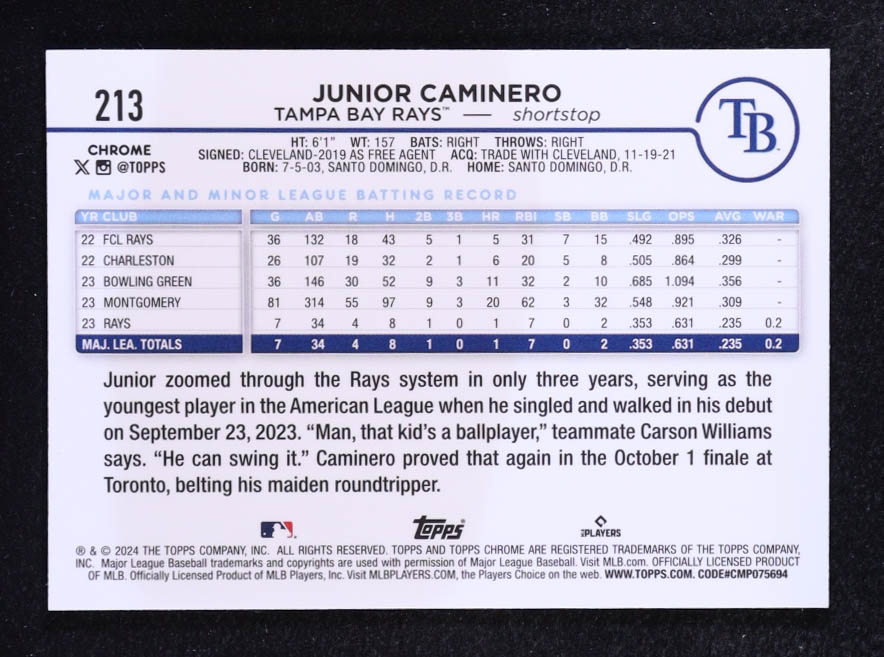 213
JUNIOR CAMINERO
TAMPA BAY RAYS™ — shortstop
TB
CHROME
@TOPPS
HT: 6'1" WT: 157 BATS: RIGHT THROWS: RIGHT
SIGNED: CLEVELAND-2019 AS FREE AGENT ACQ: TRADE WITH CLEVELAND, 11-19-21
BORN: 7-5-03, SANTO DOMINGO, D.R. HOME: SANTO DOMINGO, D.R.
MAJOR AND MINOR LEAGUE BATTING RECORD
YR CLUB G AB R H 2B 3B HR RBI SB BB SLG OPS AVG WAR
22 FCL RAYS 36 132 18 43 5 1 5 31 7 15 .492 .895 .326 -
22 CHARLESTON 26 107 19 32 2 1 6 20 5 8 .505 .864 .299 -
23 BOWLING GREEN 36 146 30 52 9 3 11 32 2 10 .685 1.094 .356 -
23 MONTGOMERY 81 314 55 97 9 3 20 62 3 32 .548 .921 .309 -
23 RAYS 7 34 4 8 1 0 1 7 0 2 .353 .631 .235 0.2
MAJ. LEA. TOTALS 7 34 4 8 1 0 1 7 0 2 .353 .631 .235 0.2
Junior zoomed through the Rays system in only three years, serving as the
youngest player in the American League when he singled and walked in his debut
on September 23, 2023. “Man, that kid’s a ballplayer,” teammate Carson Williams
says. “He can swing it.” Caminero proved that again in the October 1 finale at
Toronto, belting his maiden roundtripper.
Topps
MLBPLAYERS
® & © 2024 THE TOPPS COMPANY, INC. ALL RIGHTS RESERVED. TOPPS AND TOPPS CHROME ARE REGISTERED TRADEMARKS OF THE TOPPS COMPANY,
INC. Major League Baseball trademarks and copyrights are used with permission of Major League Baseball. Visit MLB.com. OFFICIALLY LICENSED PRODUCT
OF MLB. Officially Licensed Product of MLB Players, Inc. Visit MLBPLAYERS.COM, the Players Choice on the web. WWW.TOPPS.COM. CODE#CMP075694